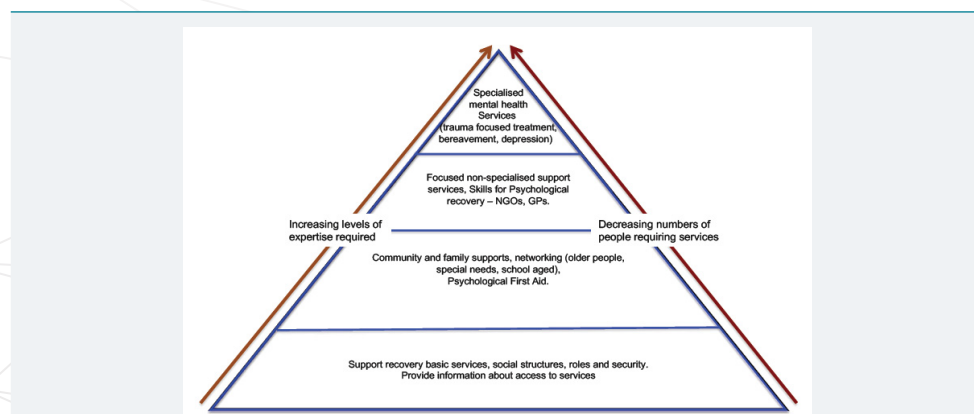 Specialised
mental health
Services
(trauma focused treatment,
bereavement, depression)
Focused non-specialised support
services, Skills for Psychological
recovery – NGOs, GPs.
Increasing levels of
expertise required
Decreasing numbers of
people requiring services
Community and family supports, networking (older people,
special needs, school aged),
Psychological First Aid.
Support recovery basic services, social structures, roles and security.
Provide information about access to services